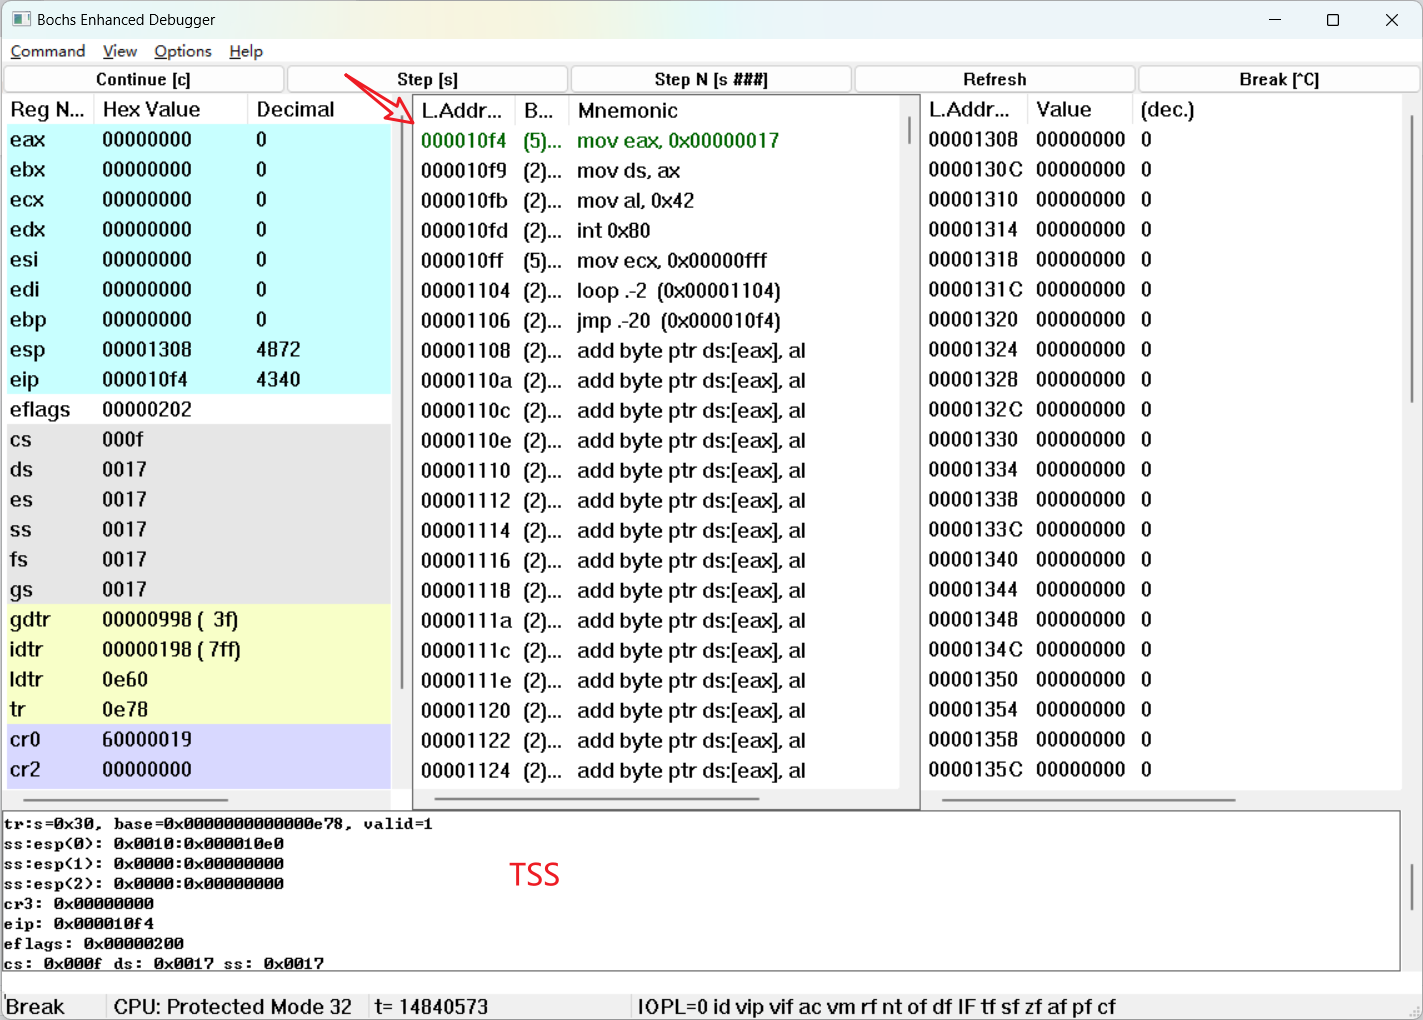 Bochs Enhanced Debugger
Command View Options Help
Continue [c] Step [s] Step N [s ###] Refresh Break [^C]
Reg N... Hex Value Decimal
eax 00000000 0
ebx 00000000 0
ecx 00000000 0
edx 00000000 0
esi 00000000 0
edi 00000000 0
ebp 00000000 0
esp 00001308 4872
eip 000010f4 4340
eflags 00000202
cs 000f
ds 0017
es 0017
ss 0017
fs 0017
gs 0017
gdtr 00000998 ( 3f)
idtr 00000198 ( 7ff)
ldtr 0e60
tr 0e78
cr0 60000019
cr2 00000000
L.Addr... B... Mnemonic
000010f4 (5)... mov eax, 0x00000017
000010f9 (2)... mov ds, ax
000010fb (2)... mov al, 0x42
000010fd (2)... int 0x80
000010ff (5)... mov ecx, 0x00000fff
00001104 (2)... loop .-2 (0x00001104)
00001106 (2)... jmp .-20 (0x000010f4)
00001108 (2)... add byte ptr ds:[eax], al
0000110a (2)... add byte ptr ds:[eax], al
0000110c (2)... add byte ptr ds:[eax], al
0000110e (2)... add byte ptr ds:[eax], al
00001110 (2)... add byte ptr ds:[eax], al
00001112 (2)... add byte ptr ds:[eax], al
00001114 (2)... add byte ptr ds:[eax], al
00001116 (2)... add byte ptr ds:[eax], al
00001118 (2)... add byte ptr ds:[eax], al
0000111a (2)... add byte ptr ds:[eax], al
0000111c (2)... add byte ptr ds:[eax], al
0000111e (2)... add byte ptr ds:[eax], al
00001120 (2)... add byte ptr ds:[eax], al
00001122 (2)... add byte ptr ds:[eax], al
00001124 (2)... add byte ptr ds:[eax], al
L.Addr... Value (dec.)
00001308 00000000 0
0000130C 00000000 0
00001310 00000000 0
00001314 00000000 0
00001318 00000000 0
0000131C 00000000 0
00001320 00000000 0
00001324 00000000 0
00001328 00000000 0
0000132C 00000000 0
00001330 00000000 0
00001334 00000000 0
00001338 00000000 0
0000133C 00000000 0
00001340 00000000 0
00001344 00000000 0
00001348 00000000 0
0000134C 00000000 0
00001350 00000000 0
00001354 00000000 0
00001358 00000000 0
0000135C 00000000 0
tr:s=0x30, base=0x0000000000000e78, valid=1
ss:esp(0): 0x0010:0x000010e0
ss:esp(1): 0x0000:0x00000000
ss:esp(2): 0x0000:0x00000000
cr3: 0x00000000
eip: 0x000010f4
eflags: 0x00000200
cs: 0x000f ds: 0x0017 ss: 0x0017
TSS
Break CPU: Protected Mode 32 t= 14840573 IOPL=0 id vip vif ac vm rf nt of df IF tf sf zf af pf cf